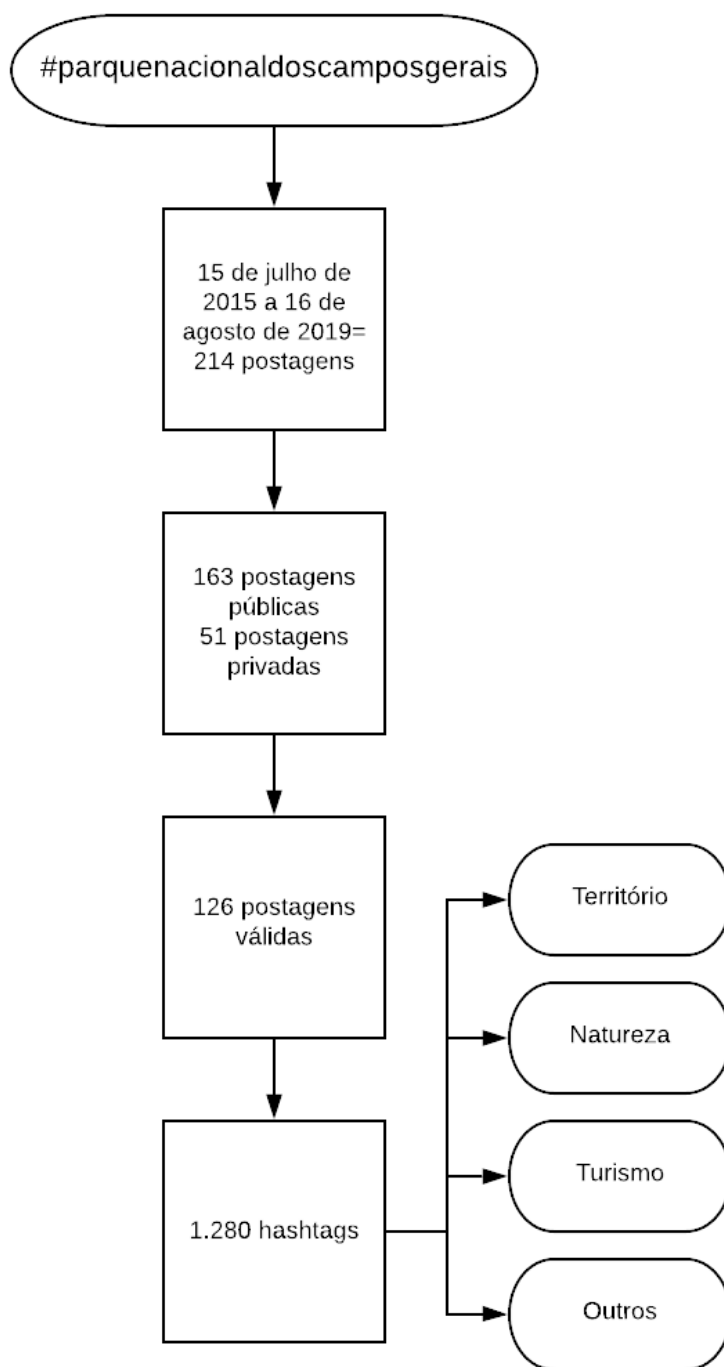 #parquenacionaldoscamposgerais
15 de julho de
2015 a 16 de
agosto de 2019=
214 postagens
163 postagens
públicas
51 postagens
privadas
126 postagens
válidas
1.280 hashtags
Território
Natureza
Turismo
Outros